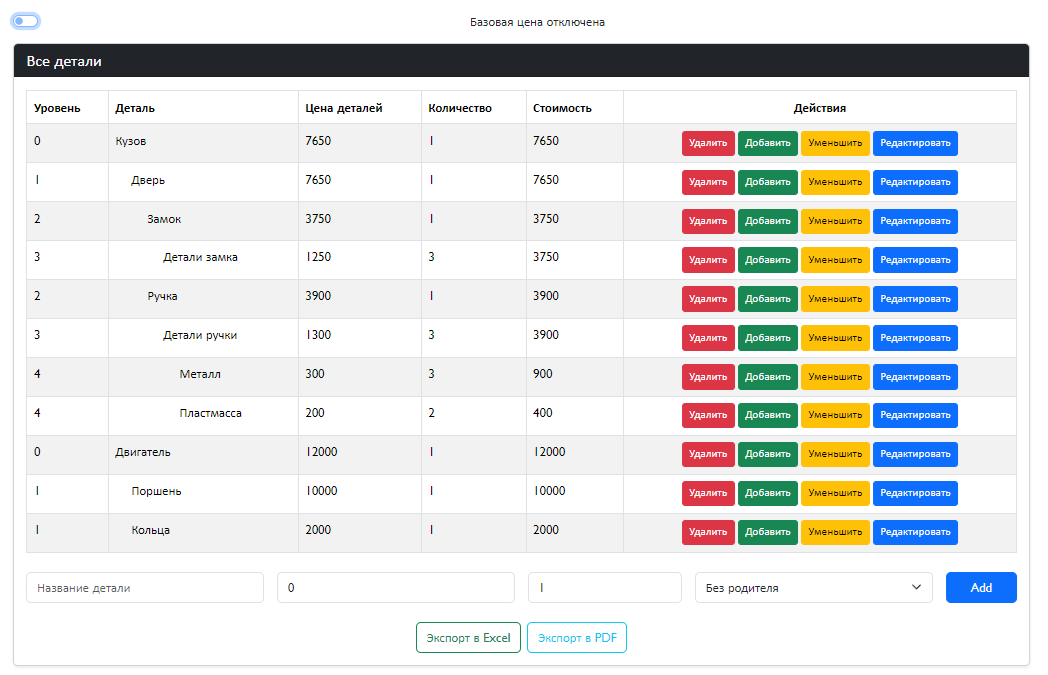 Базовая цена отключена
Все детали
Уровень Деталь Цена деталей Количество Стоимость Действия
0 Кузов 7650 1 7650 Удалить Добавить Уменьшить Редактировать
1 Дверь 7650 1 7650 Удалить Добавить Уменьшить Редактировать
2 Замок 3750 1 3750 Удалить Добавить Уменьшить Редактировать
3 Детали замка 1250 3 3750 Удалить Добавить Уменьшить Редактировать
2 Ручка 3900 1 3900 Удалить Добавить Уменьшить Редактировать
3 Детали ручки 1300 3 3900 Удалить Добавить Уменьшить Редактировать
4 Металл 300 3 900 Удалить Добавить Уменьшить Редактировать
4 Пластмасса 200 2 400 Удалить Добавить Уменьшить Редактировать
0 Двигатель 12000 1 12000 Удалить Добавить Уменьшить Редактировать
1 Поршень 10000 1 10000 Удалить Добавить Уменьшить Редактировать
1 Кольца 2000 1 2000 Удалить Добавить Уменьшить Редактировать
Название детали 0 1 Без родителя Add
Экспорт в Excel Экспорт в PDF